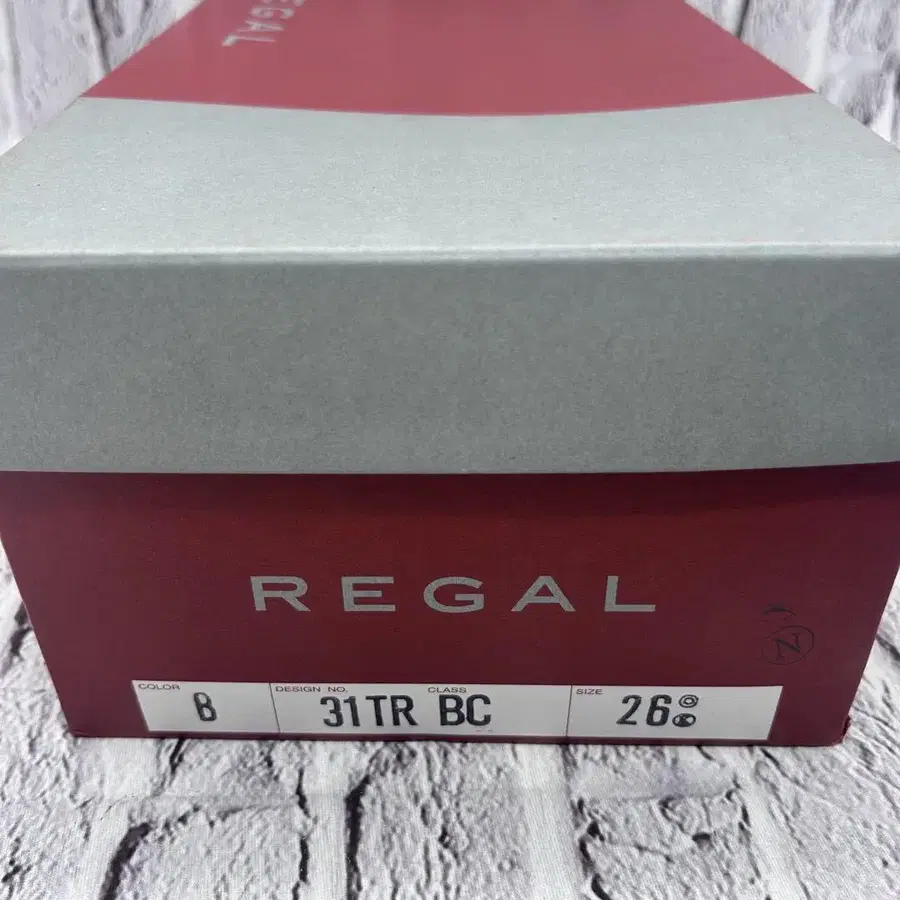 REGAL
REGAL
COLOR B DESIGN NO. CLASS 31TR BC SIZE 26